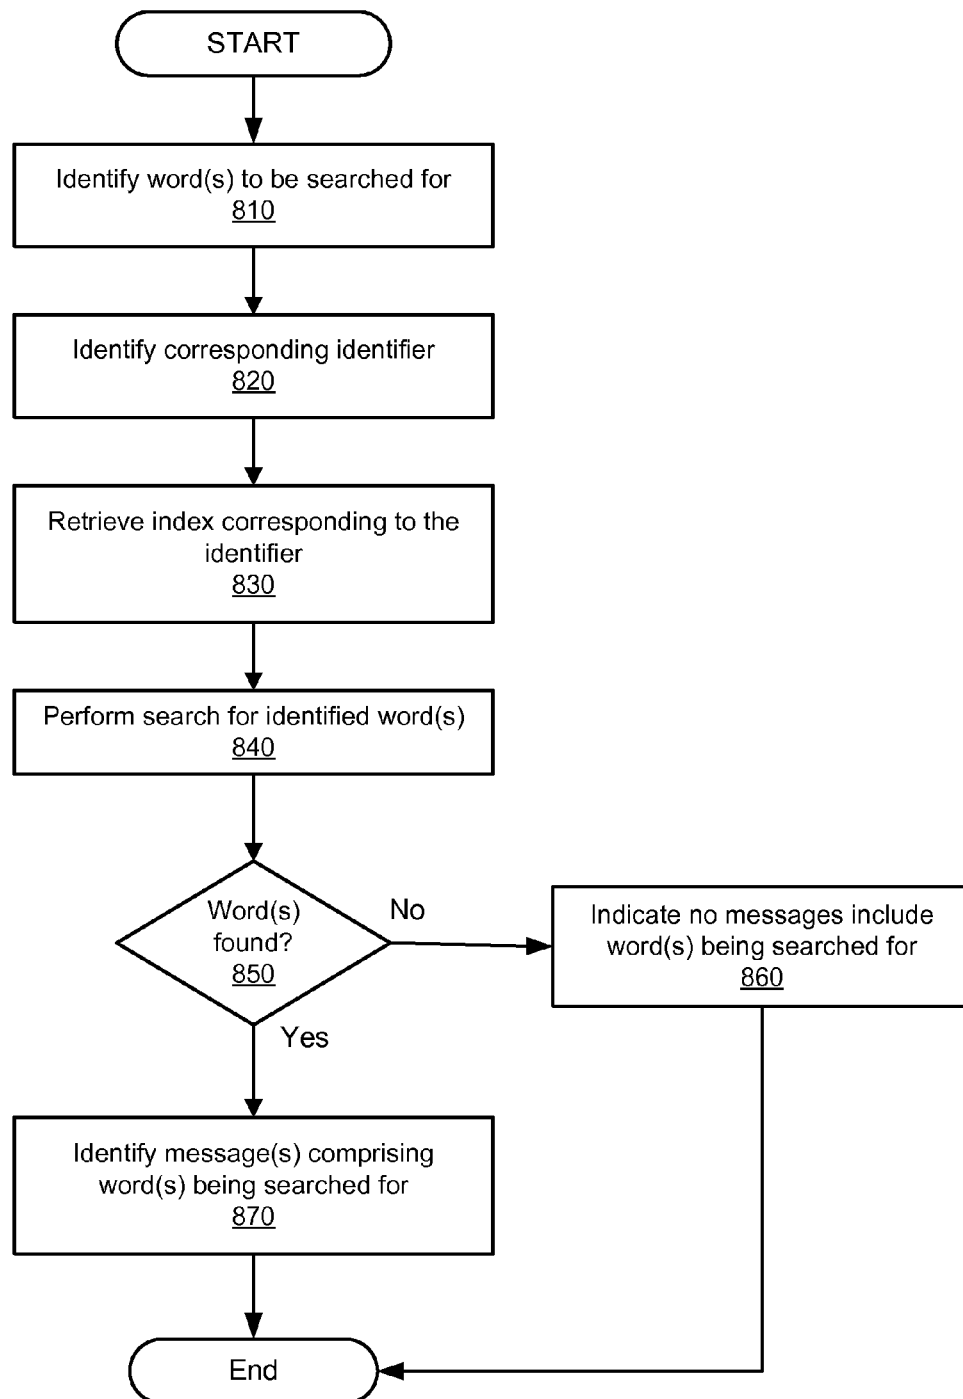 START
Identify word(s) to be searched for
810
Identify corresponding identifier
820
Retrieve index corresponding to the
identifier
830
Perform search for identified word(s)
840
Word(s)
found?
850
No
Indicate no messages include
word(s) being searched for
860
Yes
Identify message(s) comprising
word(s) being searched for
870
End